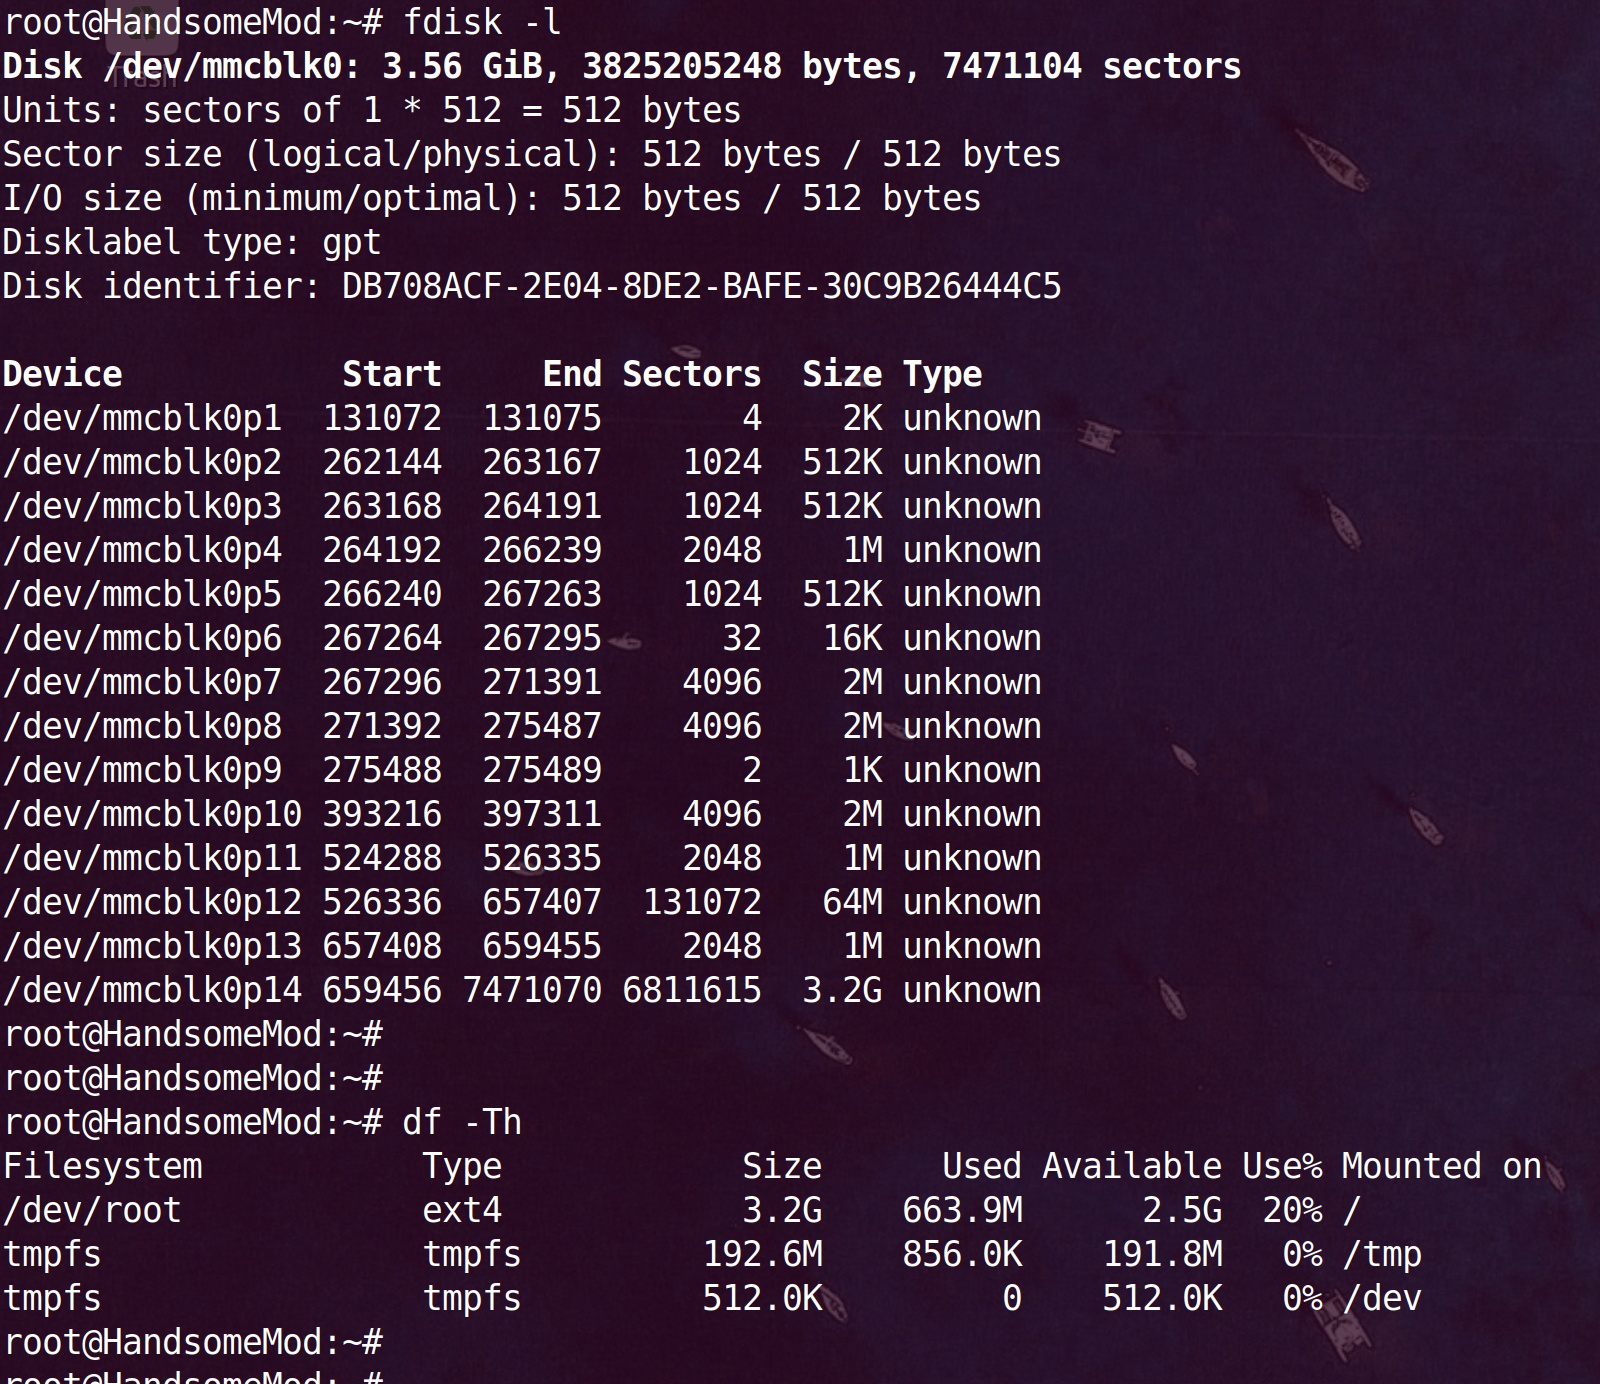 root@HandsomeMod:~# fdisk -l
Disk /dev/mmcblk0: 3.56 GiB, 3825205248 bytes, 7471104 sectors
Trash
Units: sectors of 1 * 512 = 512 bytes
Sector size (logical/physical): 512 bytes / 512 bytes
I/O size (minimum/optimal): 512 bytes / 512 bytes
Disklabel type: gpt
Disk identifier: DB708ACF-2E04-8DE2-BAFE-30C9B26444C5
Device Start End Sectors Size Type
/dev/mmcblk0p1 131072 131075 4 2K unknown
/dev/mmcblk0p2 262144 263167 1024 512K unknown
/dev/mmcblk0p3 263168 264191 1024 512K unknown
/dev/mmcblk0p4 264192 266239 2048 1M unknown
/dev/mmcblk0p5 266240 267263 1024 512K unknown
/dev/mmcblk0p6 267264 267295 32 16K unknown
/dev/mmcblk0p7 267296 271391 4096 2M unknown
/dev/mmcblk0p8 271392 275487 4096 2M unknown
/dev/mmcblk0p9 275488 275489 2 1K unknown
/dev/mmcblk0p10 393216 397311 4096 2M unknown
/dev/mmcblk0p11 524288 526335 2048 1M unknown
/dev/mmcblk0p12 526336 657407 131072 64M unknown
/dev/mmcblk0p13 657408 659455 2048 1M unknown
/dev/mmcblk0p14 659456 7471070 6811615 3.2G unknown
root@HandsomeMod:~#
root@HandsomeMod:~#
root@HandsomeMod:~# df -Th
Filesystem Type Size Used Available Use% Mounted on
/dev/root ext4 3.2G 663.9M 2.5G 20% /
tmpfs tmpfs 192.6M 856.0K 191.8M 0% /tmp
tmpfs tmpfs 512.0K 0 512.0K 0% /dev
root@HandsomeMod:~#
root@HandsomeMod:~#